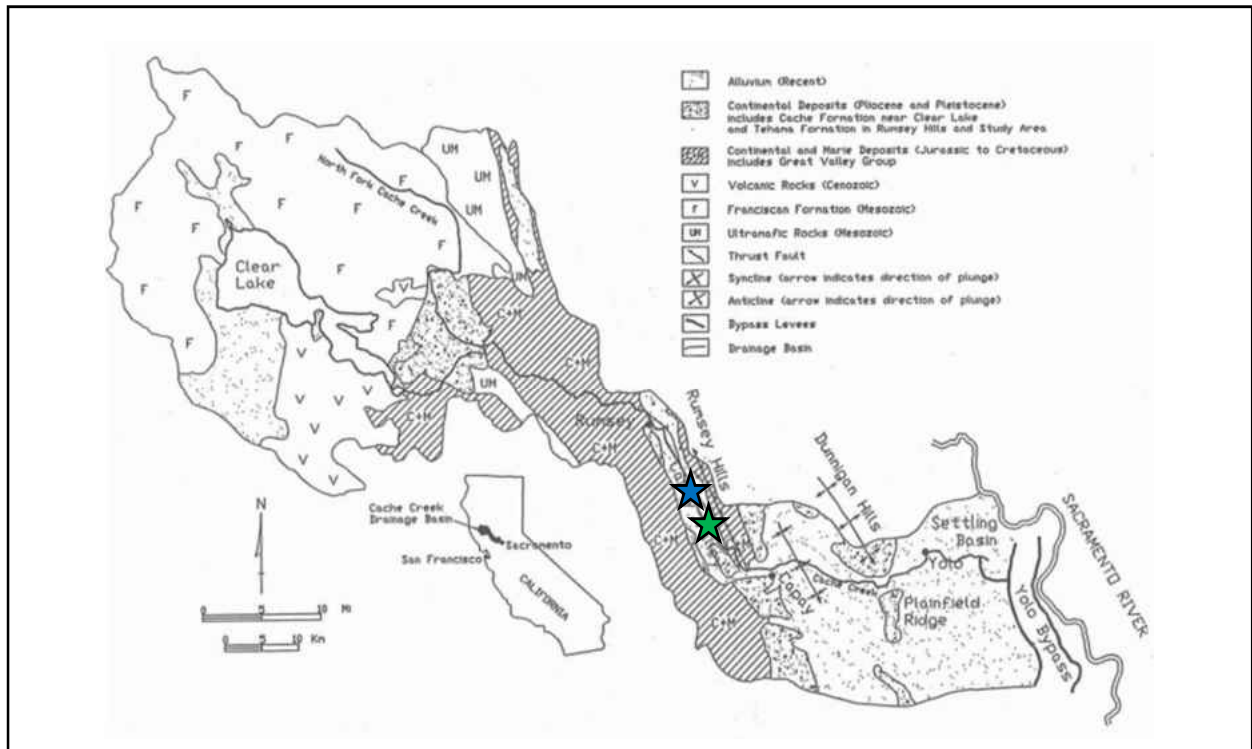 Alluvium (Recent)
Continental Deposits (Pliocene and Pleistocene)
includes Cache Formation near Clear Lake
and Tehama Formation in Rumsey Hills and Study Area
Continental and Marie Deposits (Jurassic to Cretaceous)
includes Great Valley Group
V Volcanic Rocks (Cenozoic)
F Franciscan Formation (Mesozoic)
UM Ultramafic Rocks (Mesozoic)
Thrust Fault
Syncline (arrow indicates direction of plunge)
Anticline (arrow indicates direction of plunge)
Bypass Levees
Drainage Basin
F
F
F
F
F
F
F
F
F
F
F
F
UM
UM
UM
UM
UM
North Fork Cache Creek
Clear
Lake
V
V
V
V
V
V
V
V
V
C+M
C+M
C+M
C+M
C+M
C+M
Rumsey
Rumsey Hills
Dunnigan Hills
Settling
Basin
SACRAMENTO RIVER
Yolo
Capay
Cache Creek
Plainfield
Ridge
Yolo Bypass
N
0 5 10 MI
0 5 10 Km
Cache Creek
Drainage Basin
Sacramento
San Francisco
CALIFORNIA